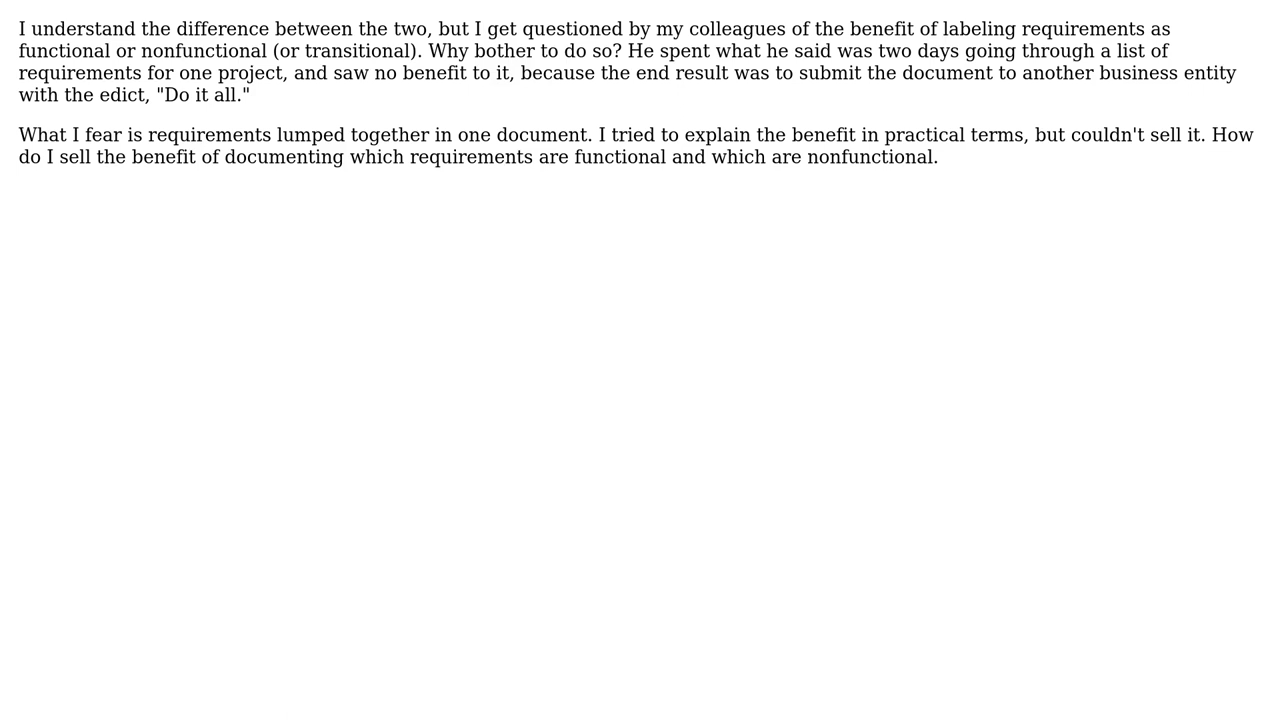 I understand the difference between the two, but I get questioned by my colleagues of the benefit of labeling requirements as
functional or nonfunctional (or transitional). Why bother to do so? He spent what he said was two days going through a list of
requirements for one project, and saw no benefit to it, because the end result was to submit the document to another business entity
with the edict, "Do it all."
What I fear is requirements lumped together in one document. I tried to explain the benefit in practical terms, but couldn't sell it. How
do I sell the benefit of documenting which requirements are functional and which are nonfunctional.